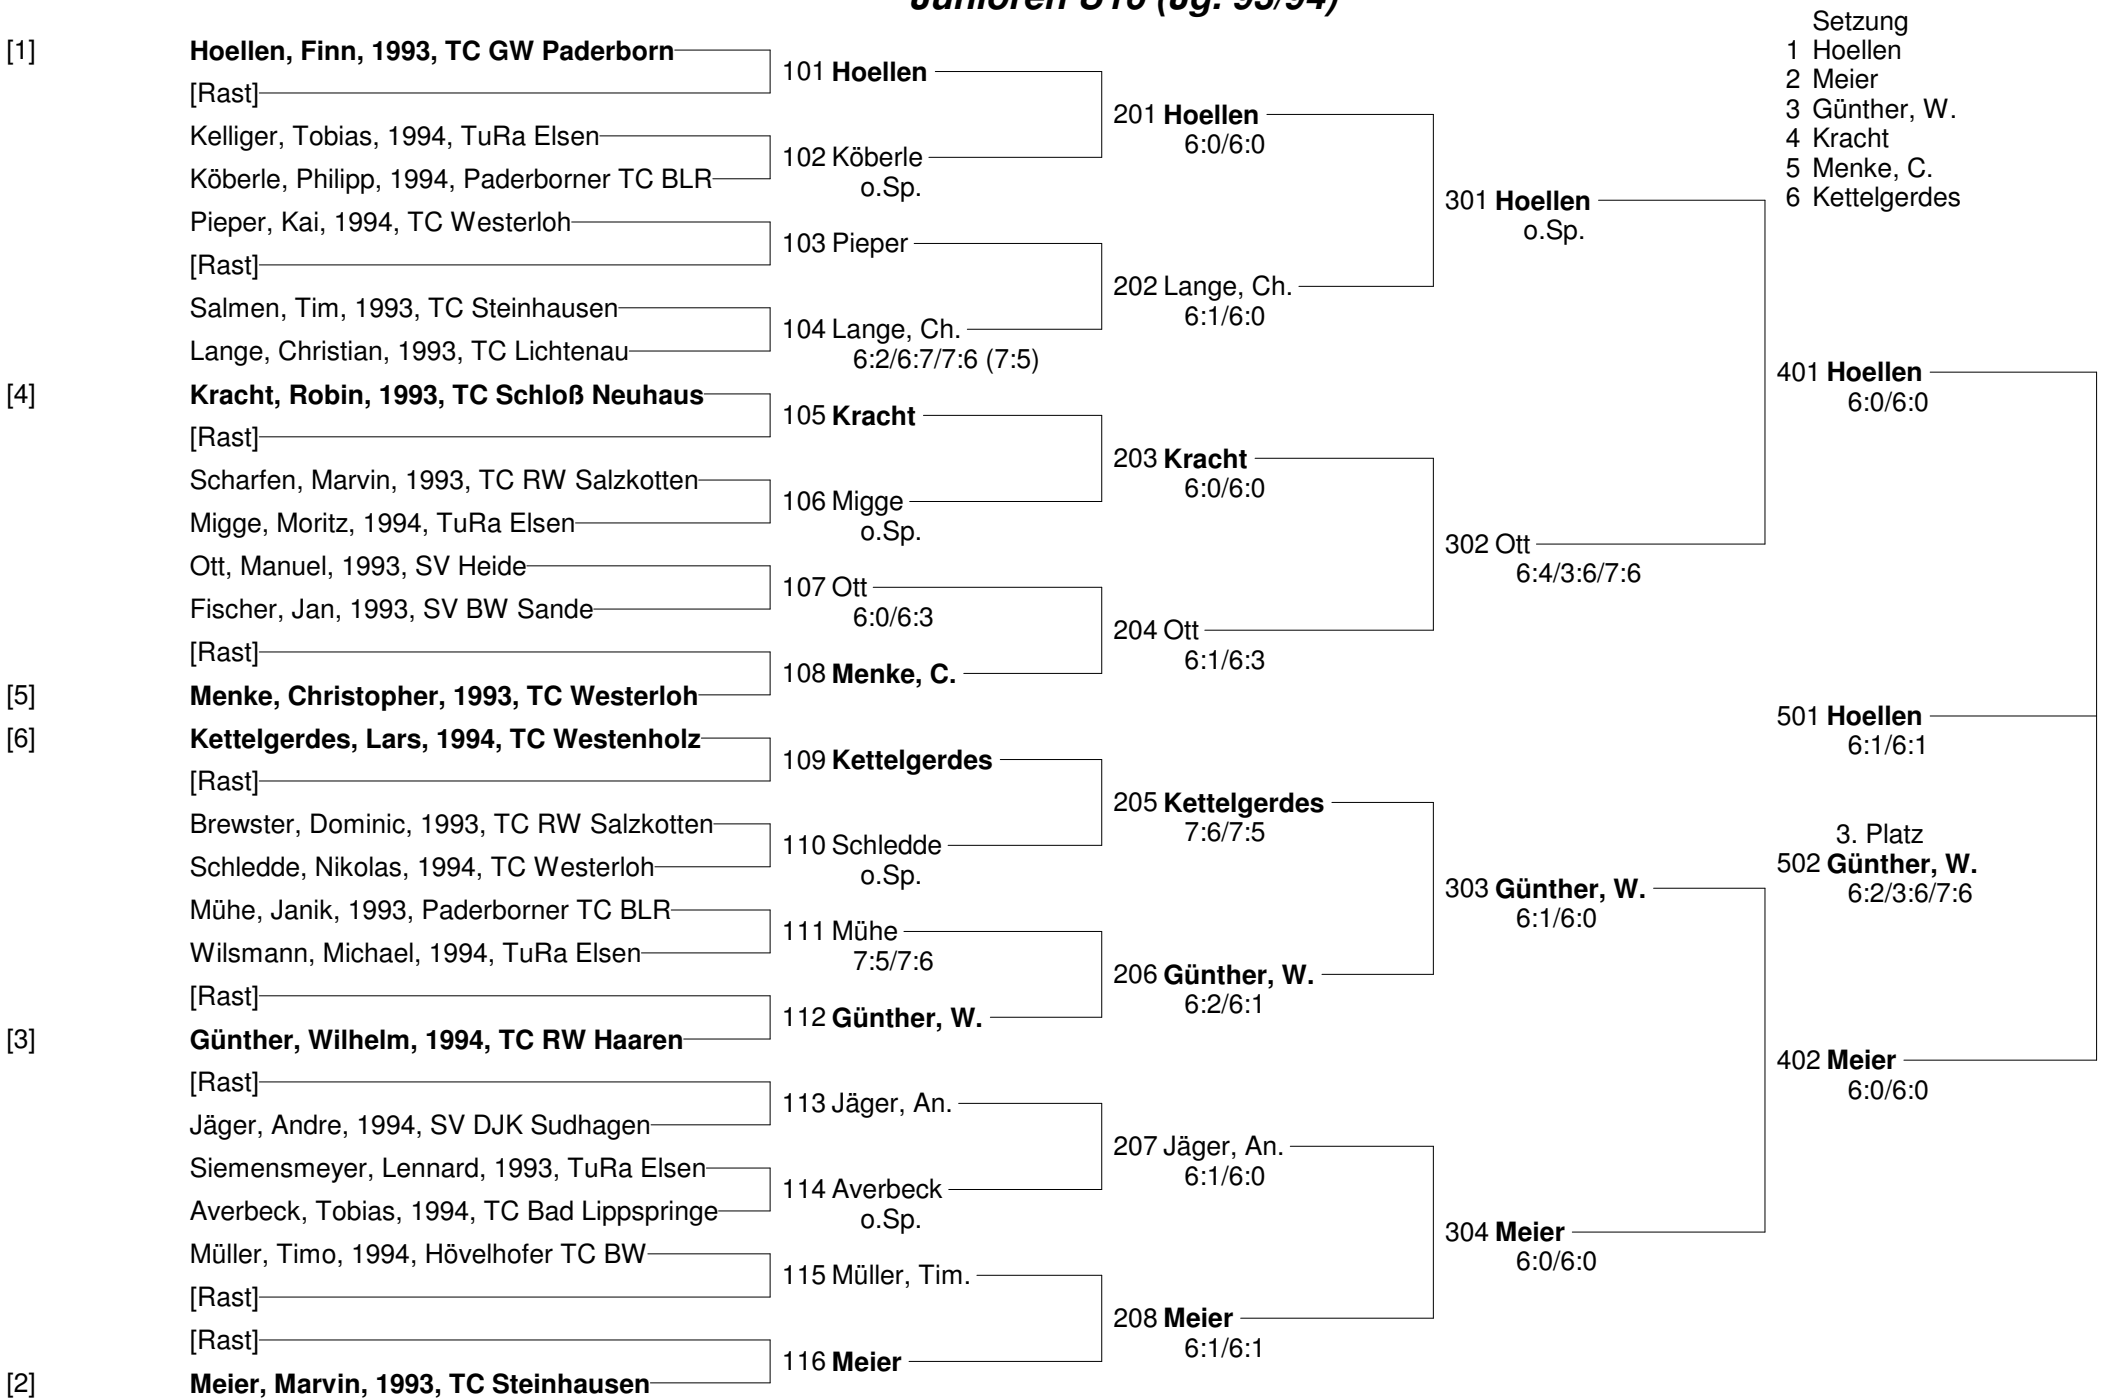 Junioren U16 (Jg. 93/94)
Setzung
1 Hoellen
2 Meier
3 Günther, W.
4 Kracht
5 Menke, C.
6 Kettelgerdes
[1] Hoellen, Finn, 1993, TC GW Paderborn
[Rast]
Kelliger, Tobias, 1994, TuRa Elsen
Köberle, Philipp, 1994, Paderborner TC BLR
Pieper, Kai, 1994, TC Westerloh
[Rast]
Salmen, Tim, 1993, TC Steinhausen
Lange, Christian, 1993, TC Lichtenau
[4] Kracht, Robin, 1993, TC Schloß Neuhaus
[Rast]
Scharfen, Marvin, 1993, TC RW Salzkotten
Migge, Moritz, 1994, TuRa Elsen
Ott, Manuel, 1993, SV Heide
Fischer, Jan, 1993, SV BW Sande
[Rast]
[5] Menke, Christopher, 1993, TC Westerloh
[6] Kettelgerdes, Lars, 1994, TC Westenholz
[Rast]
Brewster, Dominic, 1993, TC RW Salzkotten
Schledde, Nikolas, 1994, TC Westerloh
Mühe, Janik, 1993, Paderborner TC BLR
Wilsmann, Michael, 1994, TuRa Elsen
[Rast]
[3] Günther, Wilhelm, 1994, TC RW Haaren
[Rast]
Jäger, Andre, 1994, SV DJK Sudhagen
Siemensmeyer, Lennard, 1993, TuRa Elsen
Averbeck, Tobias, 1994, TC Bad Lippspringe
Müller, Timo, 1994, Hövelhofer TC BW
[Rast]
[Rast]
[2] Meier, Marvin, 1993, TC Steinhausen
101 Hoellen
102 Köberle
o.Sp.
103 Pieper
104 Lange, Ch.
6:2/6:7/7:6 (7:5)
105 Kracht
106 Migge
o.Sp.
107 Ott
6:0/6:3
108 Menke, C.
109 Kettelgerdes
110 Schledde
o.Sp.
111 Mühe
7:5/7:6
112 Günther, W.
113 Jäger, An.
114 Averbeck
o.Sp.
115 Müller, Tim.
116 Meier
201 Hoellen
6:0/6:0
202 Lange, Ch.
6:1/6:0
203 Kracht
6:0/6:0
204 Ott
6:1/6:3
205 Kettelgerdes
7:6/7:5
206 Günther, W.
6:2/6:1
207 Jäger, An.
6:1/6:0
208 Meier
6:1/6:1
301 Hoellen
o.Sp.
302 Ott
6:4/3:6/7:6
303 Günther, W.
6:1/6:0
304 Meier
6:0/6:0
401 Hoellen
6:0/6:0
501 Hoellen
6:1/6:1
3. Platz
502 Günther, W.
6:2/3:6/7:6
402 Meier
6:0/6:0